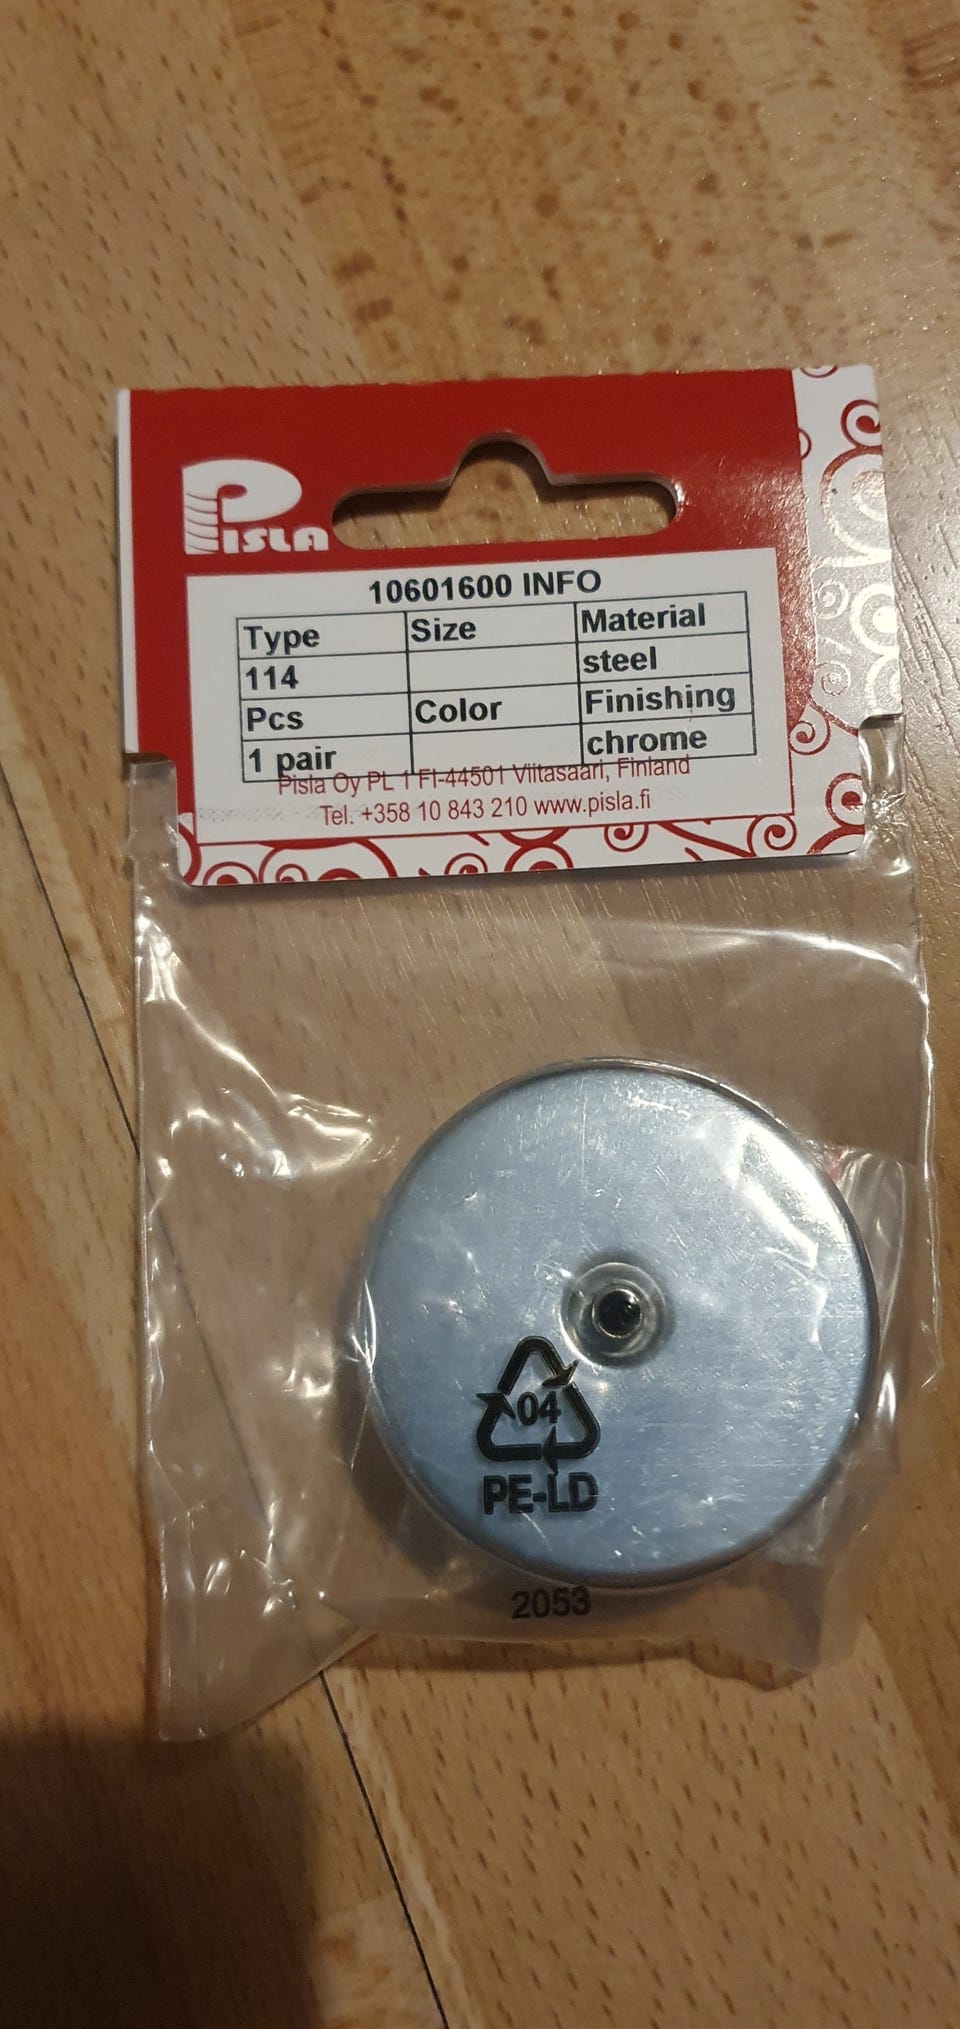 PISLA
10601600 INFO
Type Size Material
114 steel
Pcs Color Finishing
1 pair chrome
Pisla Oy PL 1 FI-44501 Viitasaari, Finland
Tel. +358 10 843 210 www.pisla.fi
04
PE-LD
2053